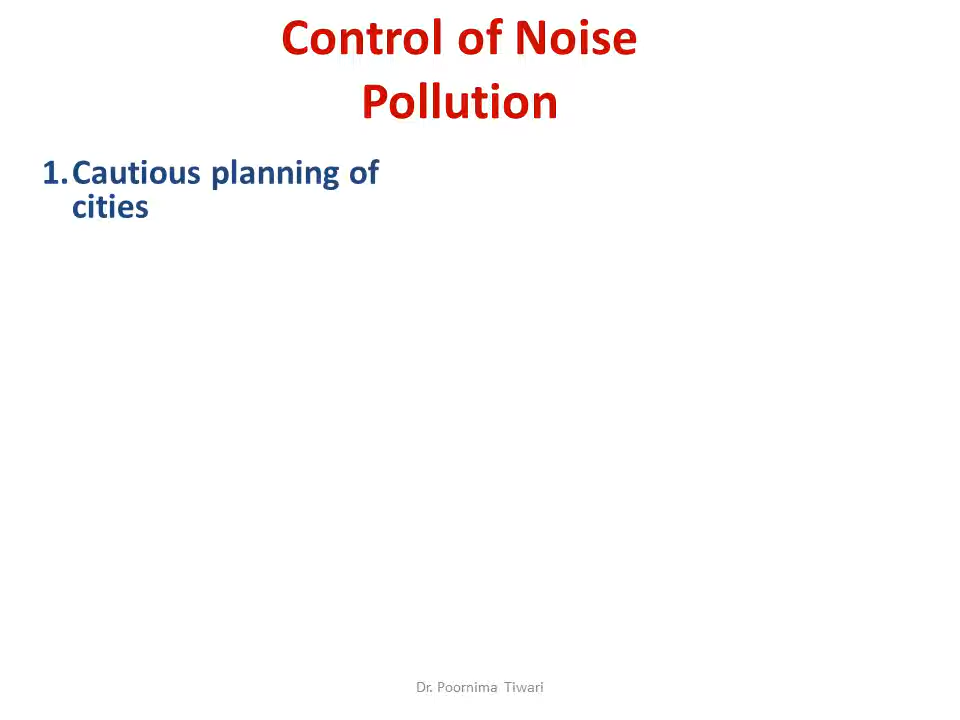 Control of Noise
Pollution
1. Cautious planning of
cities
Dr. Poornima Tiwari